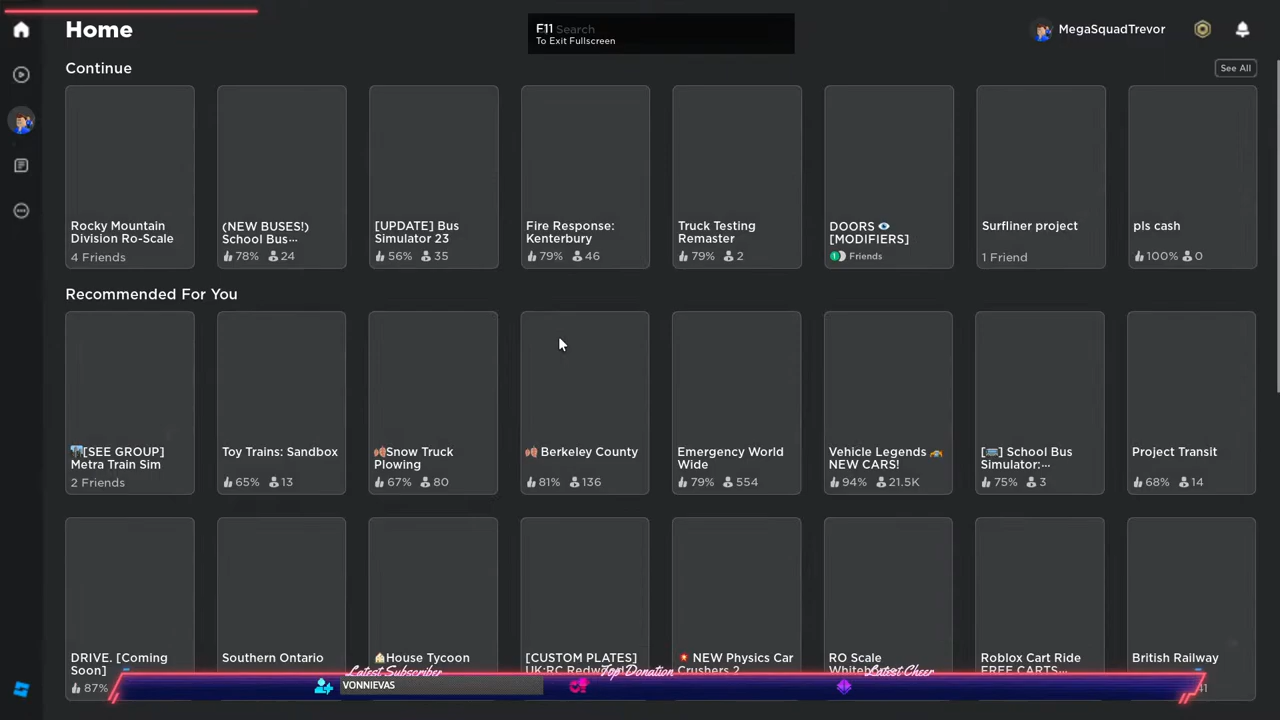 Home
F11 Search
To Exit Fullscreen
MegaSquadTrevor
Continue
See All
Rocky Mountain
Division Ro-Scale
4 Friends
(NEW BUSES!)
School Bus...
78% 24
[UPDATE] Bus
Simulator 23
56% 35
Fire Response:
Kenterbury
79% 46
Truck Testing
Remaster
79% 2
DOORS 👁
[MODIFIERS]
Friends
Surfliner project
1 Friend
pls cash
100% 0
Recommended For You
[SEE GROUP]
Metra Train Sim
2 Friends
Toy Trains: Sandbox
65% 13
Snow Truck
Plowing
67% 80
Berkeley County
81% 136
Emergency World
Wide
79% 554
Vehicle Legends
NEW CARS!
94% 21.5K
[🚍] School Bus
Simulator:...
75% 3
Project Transit
68% 14
DRIVE. [Coming
Soon]
87%
Southern Ontario
🏠House Tycoon
[CUSTOM PLATES]
UK:RC
💥 NEW Physics Car
Crushers 2
RO Scale
Roblox Cart Ride
FREE CARTS
British Railway
41
Latest Subscriber
VONNIEVAS
Top Donation
Latest Cheer